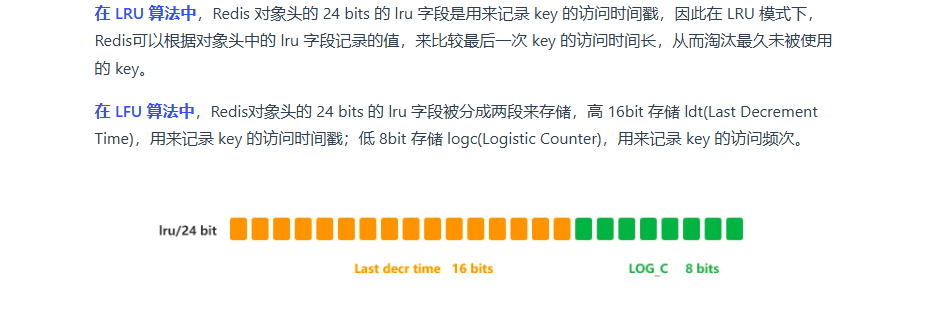 在 LRU 算法中，Redis 对象头的 24 bits 的 lru 字段是用来记录 key 的访问时间戳，因此在 LRU 模式下，
Redis可以根据对象头中的 lru 字段记录的值，来比较最后一次 key 的访问时间长，从而淘汰最久未被使用
的 key。
在 LFU 算法中，Redis对象头的 24 bits 的 lru 字段被分成两段来存储，高 16bit 存储 ldt(Last Decrement
Time)，用来记录 key 的访问时间戳；低 8bit 存储 logc(Logistic Counter)，用来记录 key 的访问频次。
lru/24 bit
Last decr time 16 bits LOG_C 8 bits